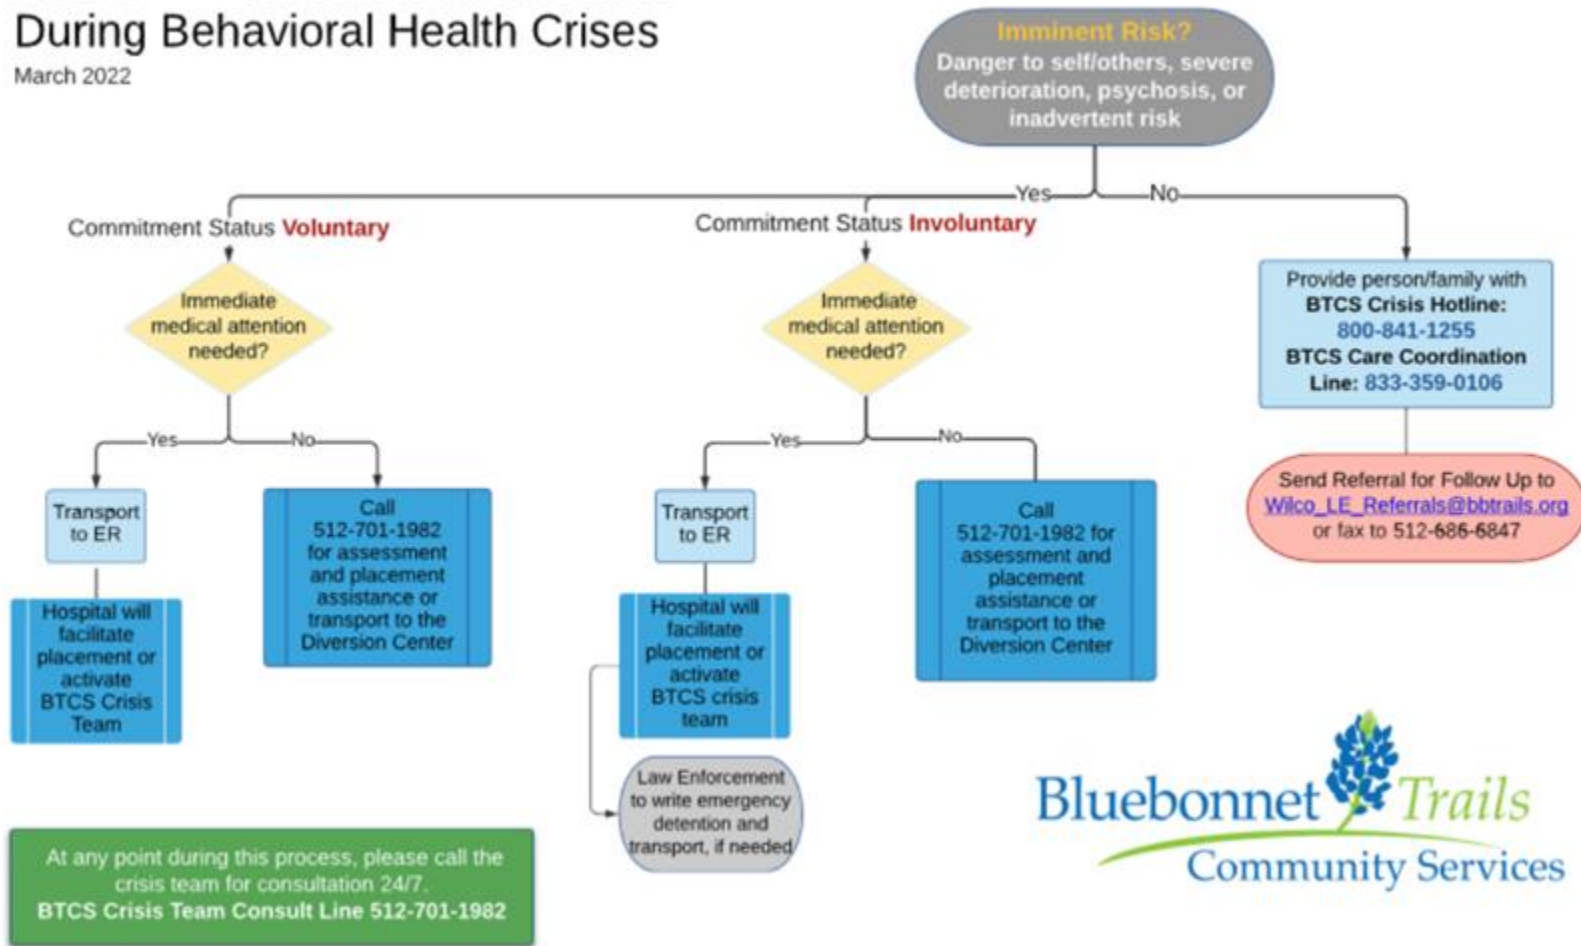 During Behavioral Health Crises
March 2022
Imminent Risk?
Danger to self/others, severe
deterioration, psychosis, or
inadvertent risk
Yes
No
Commitment Status Voluntary
Immediate
medical attention
needed?
Yes
No
Transport
to ER
Hospital will
facilitate
placement or
activate
BTCS Crisis
Team
Call
512-701-1982
for assessment
and placement
assistance or
transport to the
Diversion Center
Commitment Status Involuntary
Immediate
medical attention
needed?
Yes
No
Transport
to ER
Hospital will
facilitate
placement or
activate
BTCS crisis
team
Law Enforcement
to write emergency
detention and
transport, if needed
Call
512-701-1982 for
assessment and
placement
assistance or
transport to the
Diversion Center
Provide person/family with
BTCS Crisis Hotline:
800-841-1255
BTCS Care Coordination
Line: 833-359-0106
Send Referral for Follow Up to
Wilco_LE_Referrals@bbtrails.org
or fax to 512-686-6847
At any point during this process, please call the
crisis team for consultation 24/7.
BTCS Crisis Team Consult Line 512-701-1982
Bluebonnet Trails
Community Services